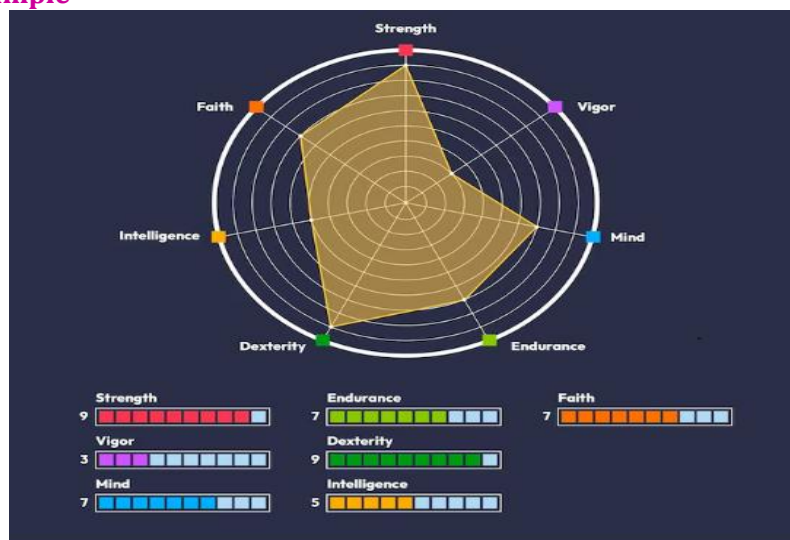 Strength
Faith
Vigor
Intelligence
Mind
Dexterity
Endurance
Strength
9
Vigor
3
Mind
7
Endurance
7
Dexterity
9
Intelligence
5
Faith
7